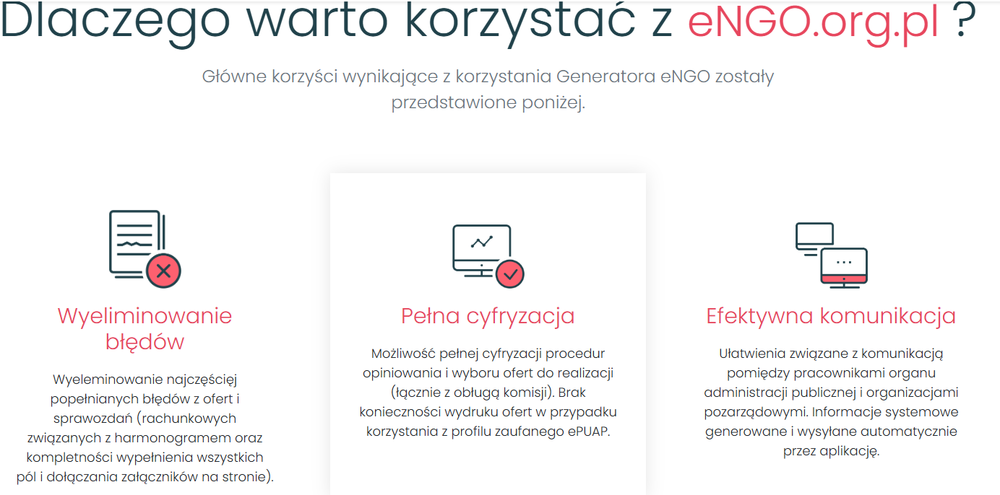 Dlaczego warto korzystać z eNGO.org.pl ?
Główne korzyści wynikające z korzystania Generatora eNGO zostały
przedstawione poniżej.
Wyeliminowanie
błędów
Wyeleminowanie najczęścięj
popełnianych błędów z ofert i
sprawozdań (rachunkowych
związanych z harmonogramem oraz
kompletności wypełnienia wszystkich
pól i dołączania załączników na stronie).
Pełna cyfryzacja
Możliwość pełnej cyfryzacji procedur
opiniowania i wyboru ofert do realizacji
(łącznie z obługą komisji). Brak
konieczności wydruku ofert w przypadku
korzystania z profilu zaufanego ePUAP.
Efektywna komunikacja
Ułatwienia związane z komunikacją
pomiędzy pracownikami organu
administracji publicznej i organizacjami
pozarządowymi. Informacje systemowe
generowane i wysyłane automatycznie
przez aplikację.